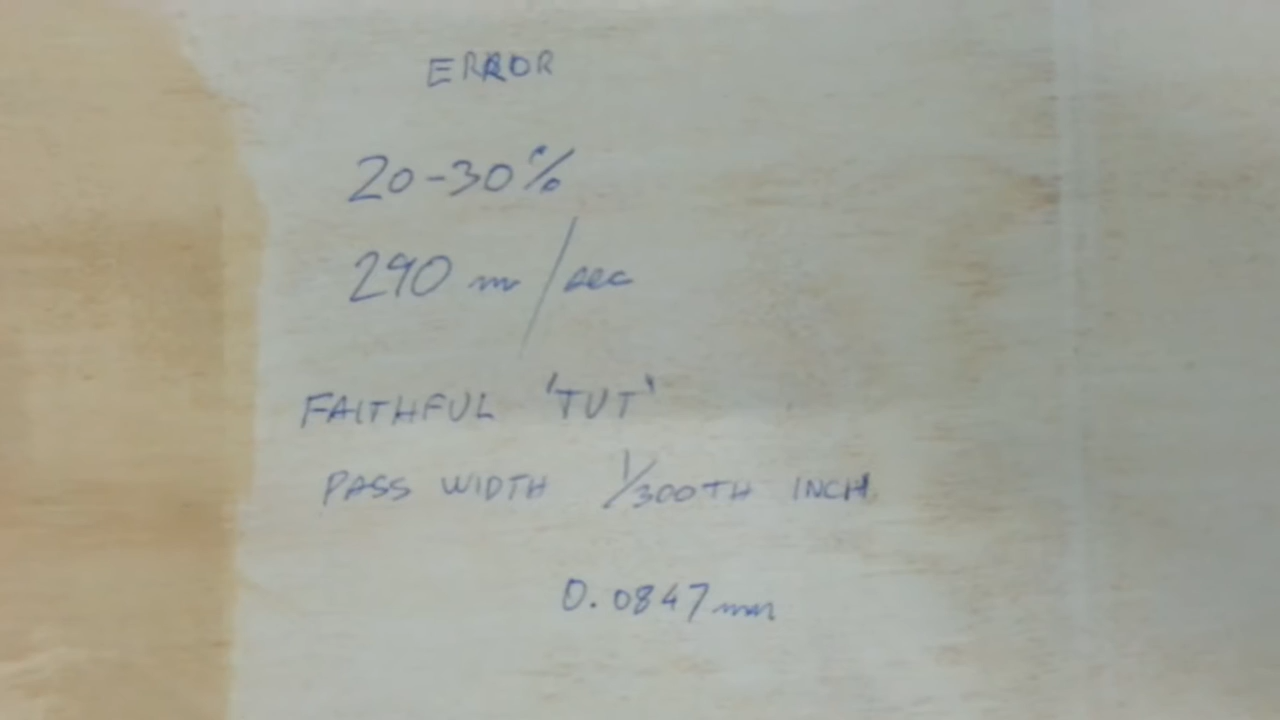 ERROR
20-30%
290 m/sec
FAITHFUL 'TUT'
PASS WIDTH 1/300TH INCH
0.0847mm